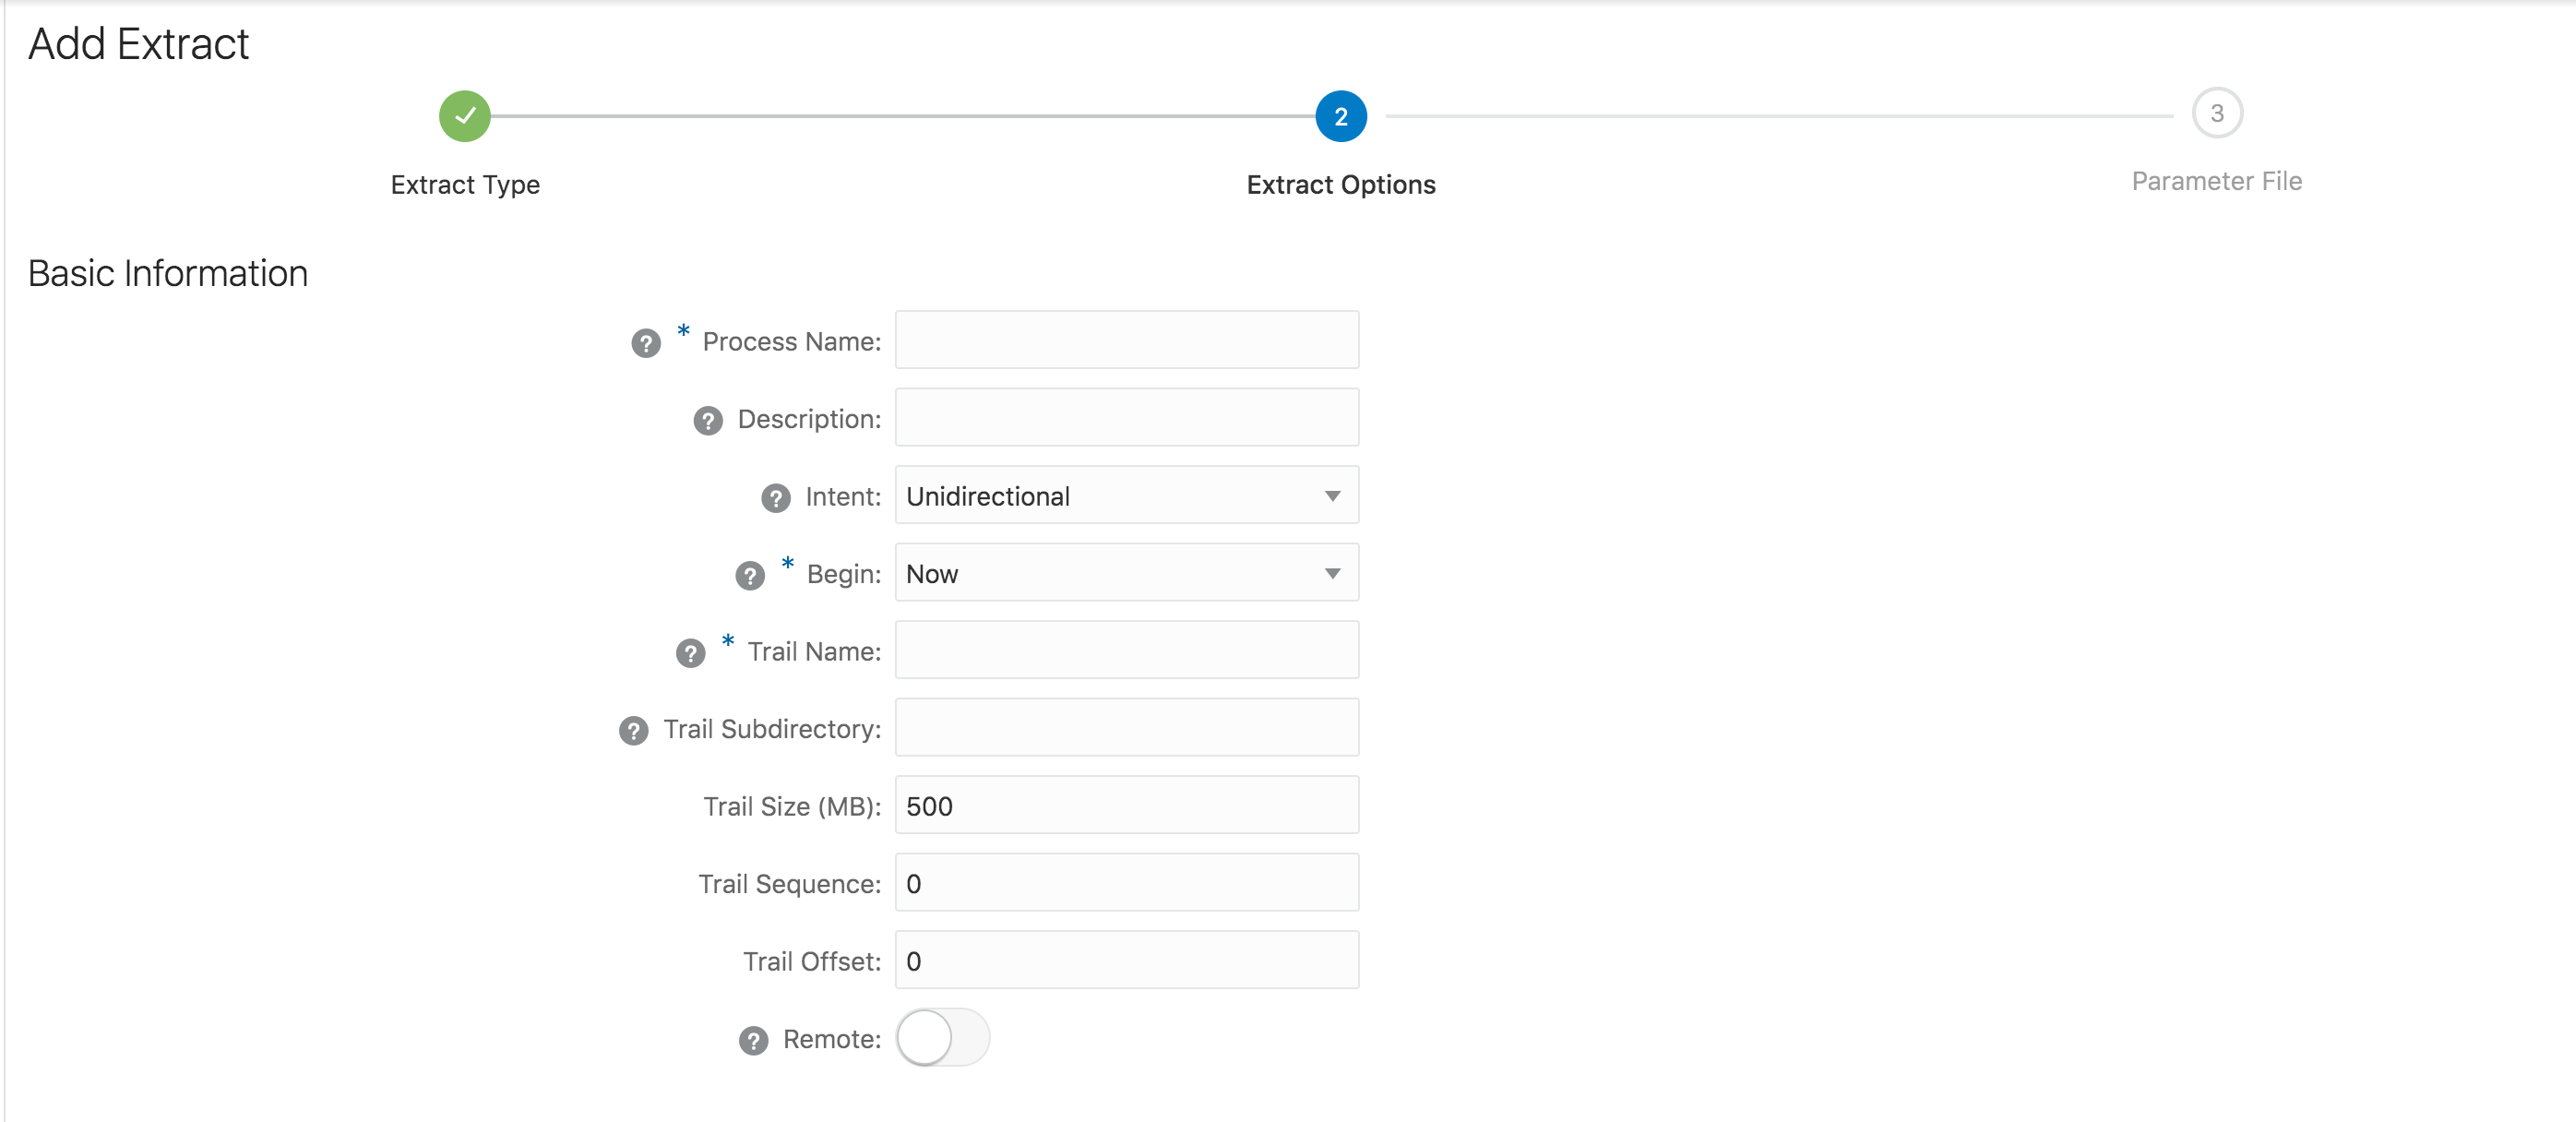 Add Extract
2
3
Extract Type
Extract Options
Parameter File
Basic Information
? * Process Name:
? Description:
? Intent: Unidirectional
? * Begin: Now
? * Trail Name:
? Trail Subdirectory:
Trail Size (MB): 500
Trail Sequence: 0
Trail Offset: 0
? Remote: